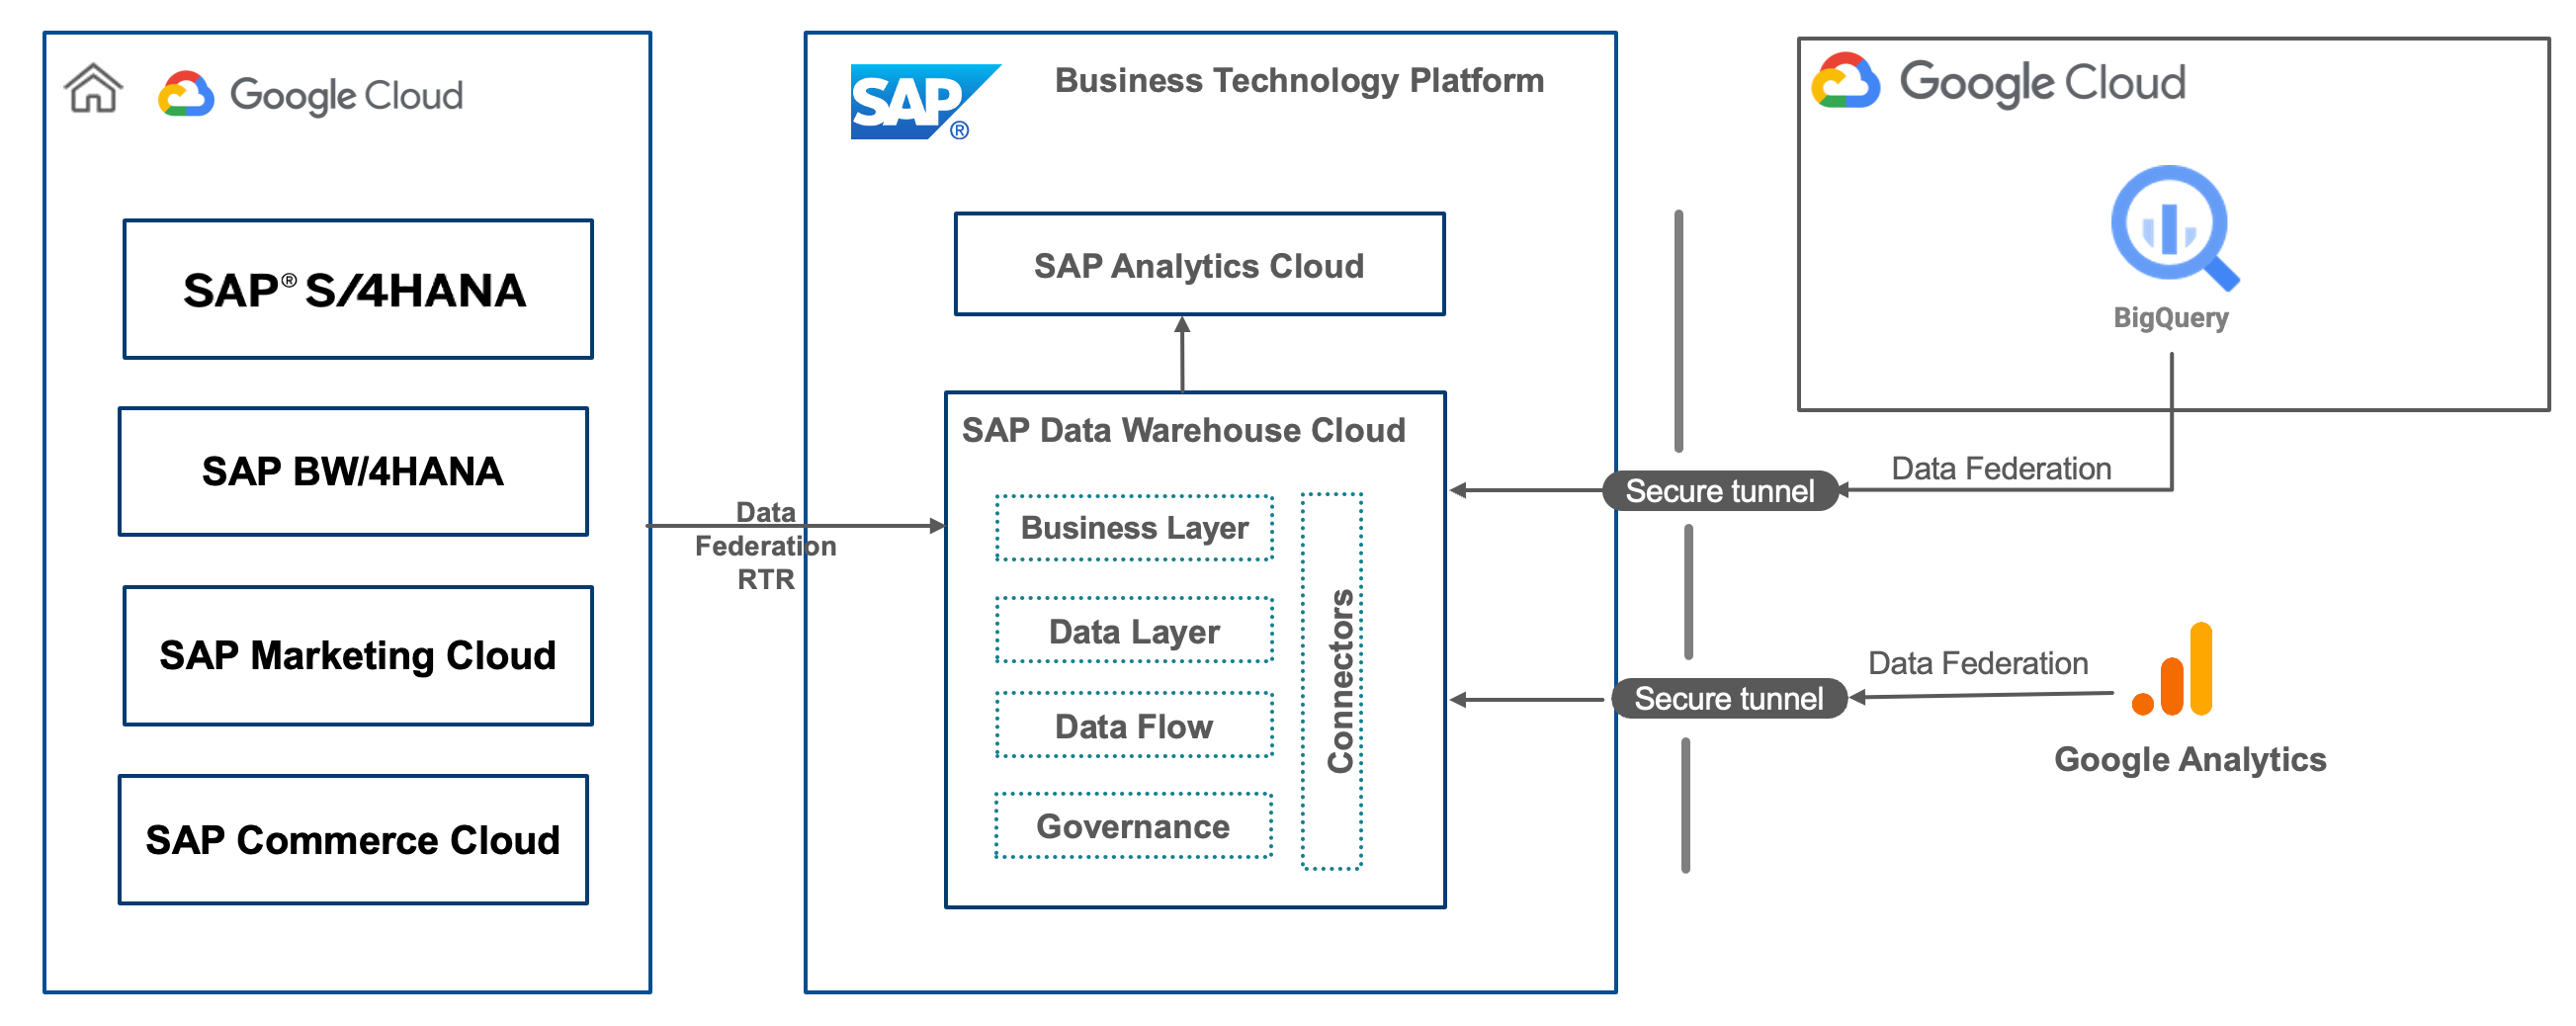 Google Cloud
SAP® S/4HANA
SAP BW/4HANA
SAP Marketing Cloud
SAP Commerce Cloud
Data
Federation
RTR
SAP®
Business Technology Platform
SAP Analytics Cloud
SAP Data Warehouse Cloud
Business Layer
Data Layer
Data Flow
Governance
Connectors
Google Cloud
BigQuery
Data Federation
Secure tunnel
Data Federation
Secure tunnel
Google Analytics